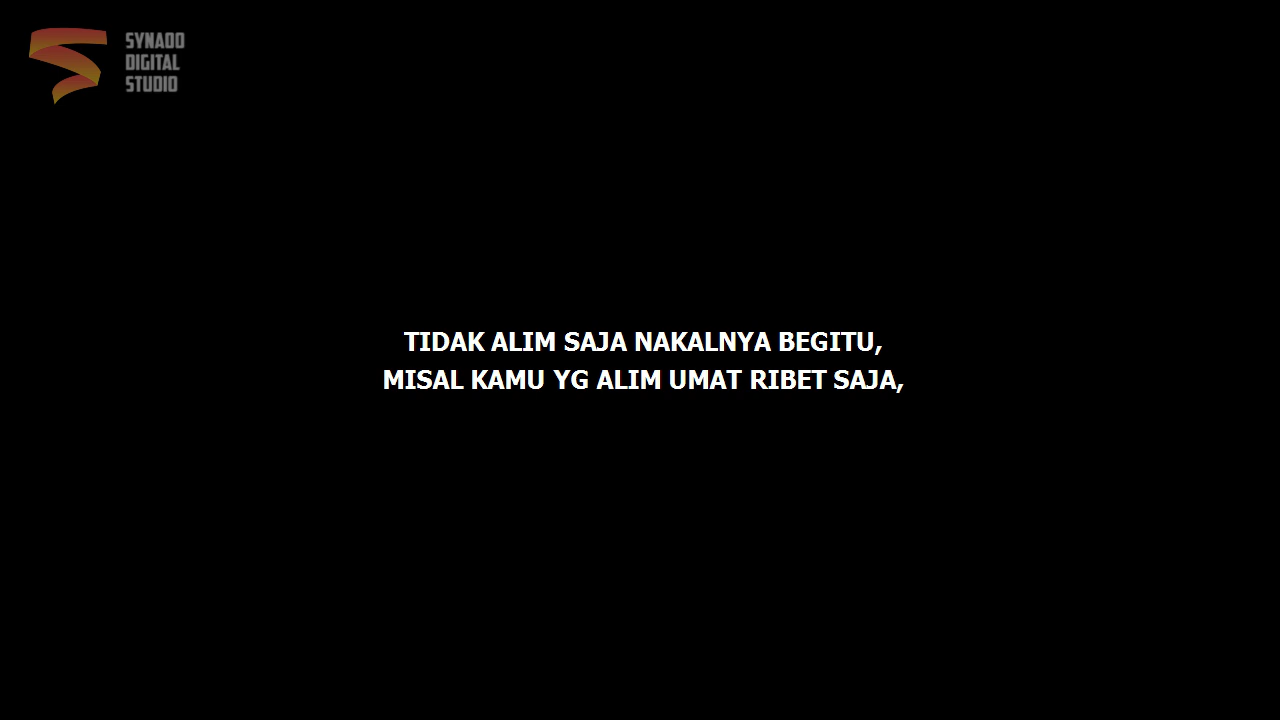 SYNADO
DIGITAL
STUDIO
TIDAK ALIM SAJA NAKALNYA BEGITU,
MISAL KAMU YG ALIM UMAT RIBET SAJA,